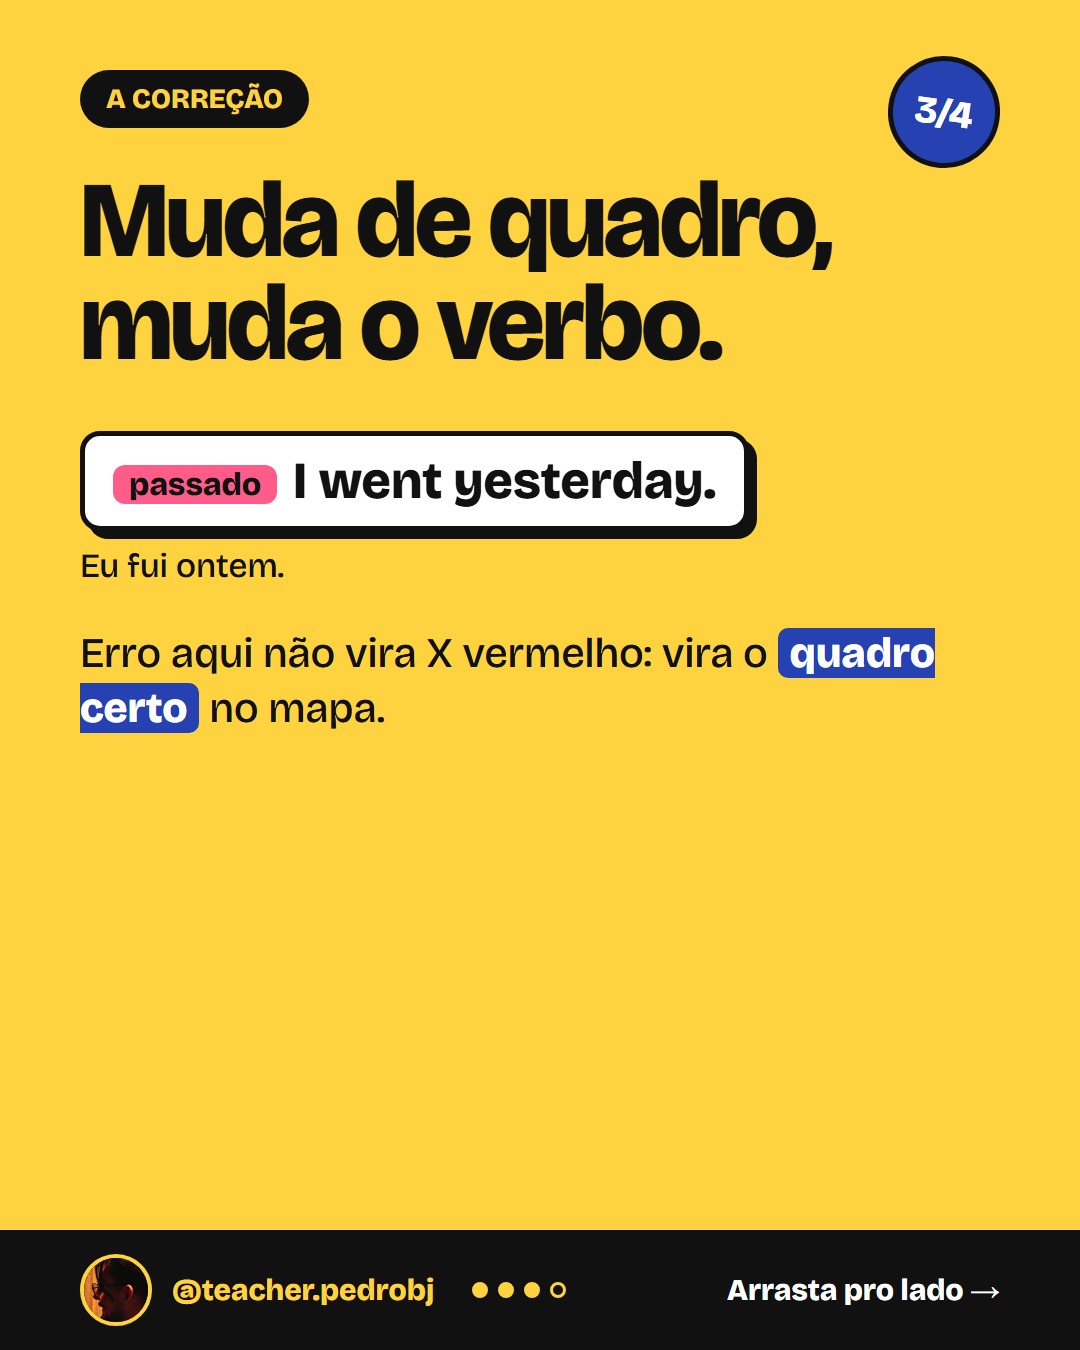 A CORREÇÃO
3/4
Muda de quadro,
muda o verbo.
passado I went yesterday.
Eu fui ontem.
Erro aqui não vira X vermelho: vira o quadro
certo no mapa.
@teacher.pedrobj
Arrasta pro lado →